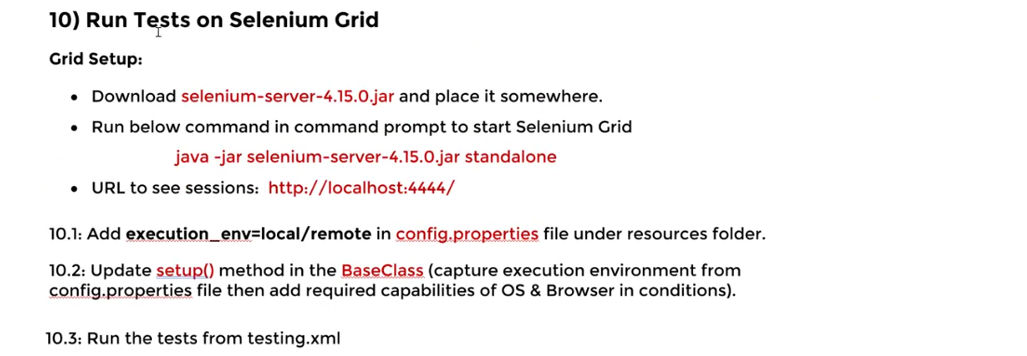 10) Run Tests on Selenium Grid
Grid Setup:
• Download selenium-server-4.15.0.jar and place it somewhere.
• Run below command in command prompt to start Selenium Grid
java -jar selenium-server-4.15.0.jar standalone
• URL to see sessions: http://localhost:4444/
10.1: Add execution_env=local/remote in config.properties file under resources folder.
10.2: Update setup() method in the BaseClass (capture execution environment from
config.properties file then add required capabilities of OS & Browser in conditions).
10.3: Run the tests from testing.xml